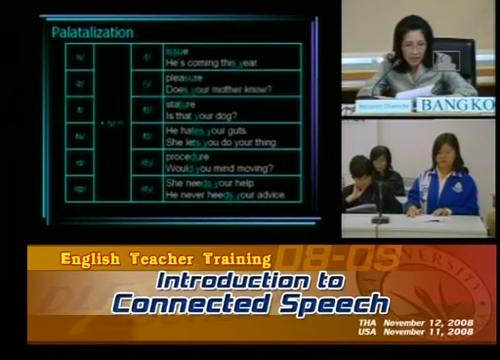 Palatalization
issue
He's coming this year.
pleasure
Does your mother know?
stature
Is that your dog?
He hates your guts.
She lets you do your thing.
procedure
Would you mind moving?
She needs your help.
He never heeds your advice
BANGKO
English Teacher Training
08-09
Introduction to
Connected Speech
THA November 12, 2008
USA November 11, 2008